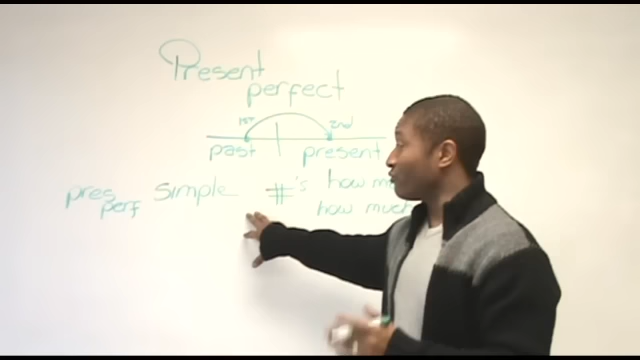 Present
perfect
1st 2nd
past present
pres perf simple #'s how
how much